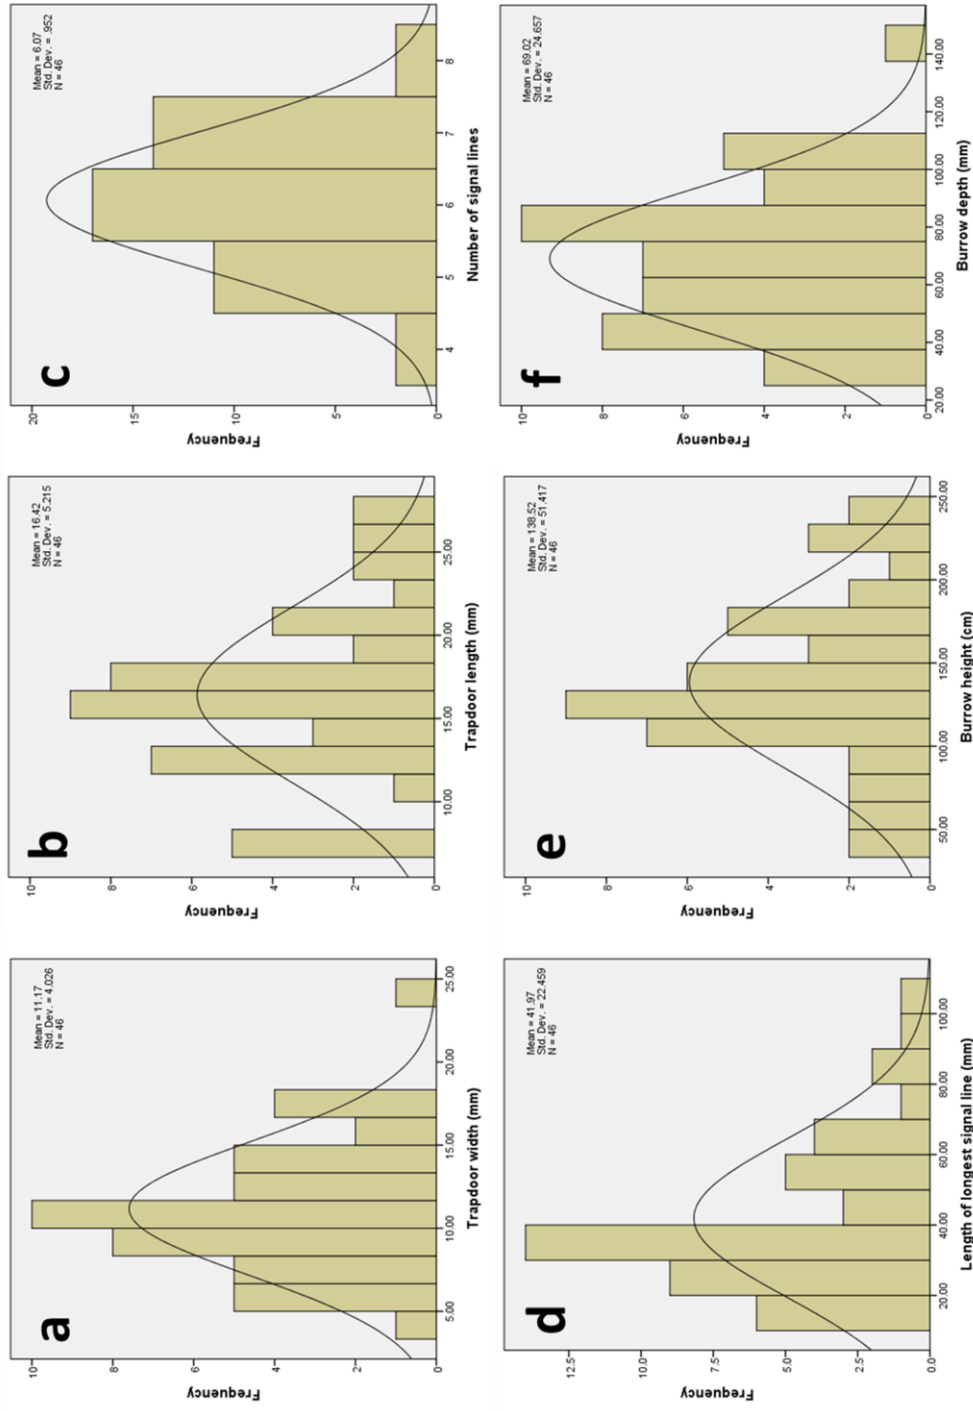 a
Mean = 11.17
Std. Dev. = 4.026
N = 46
10
8
6
4
2
0
Frequency
5.00
10.00
15.00
20.00
25.00
Trapdoor width (mm)
b
Mean = 16.42
Std. Dev. = 5.215
N = 46
10
8
6
4
2
0
Frequency
10.00
15.00
20.00
25.00
Trapdoor length (mm)
c
Mean = 6.07
Std. Dev. = .952
N = 46
20
15
10
5
0
Frequency
4
5
6
7
8
Number of signal lines
d
Mean = 41.97
Std. Dev. = 22.459
N = 46
12.5
10.0
7.5
5.0
2.5
0.0
Frequency
20.00
40.00
60.00
80.00
100.00
Length of longest signal line (mm)
e
Mean = 138.52
Std. Dev. = 51.417
N = 46
10
8
6
4
2
0
Frequency
50.00
100.00
150.00
200.00
250.00
Burrow height (cm)
f
Mean = 69.02
Std. Dev. = 24.657
N = 46
10
8
6
4
2
0
Frequency
20.00
40.00
60.00
80.00
100.00
120.00
140.00
Burrow depth (mm)